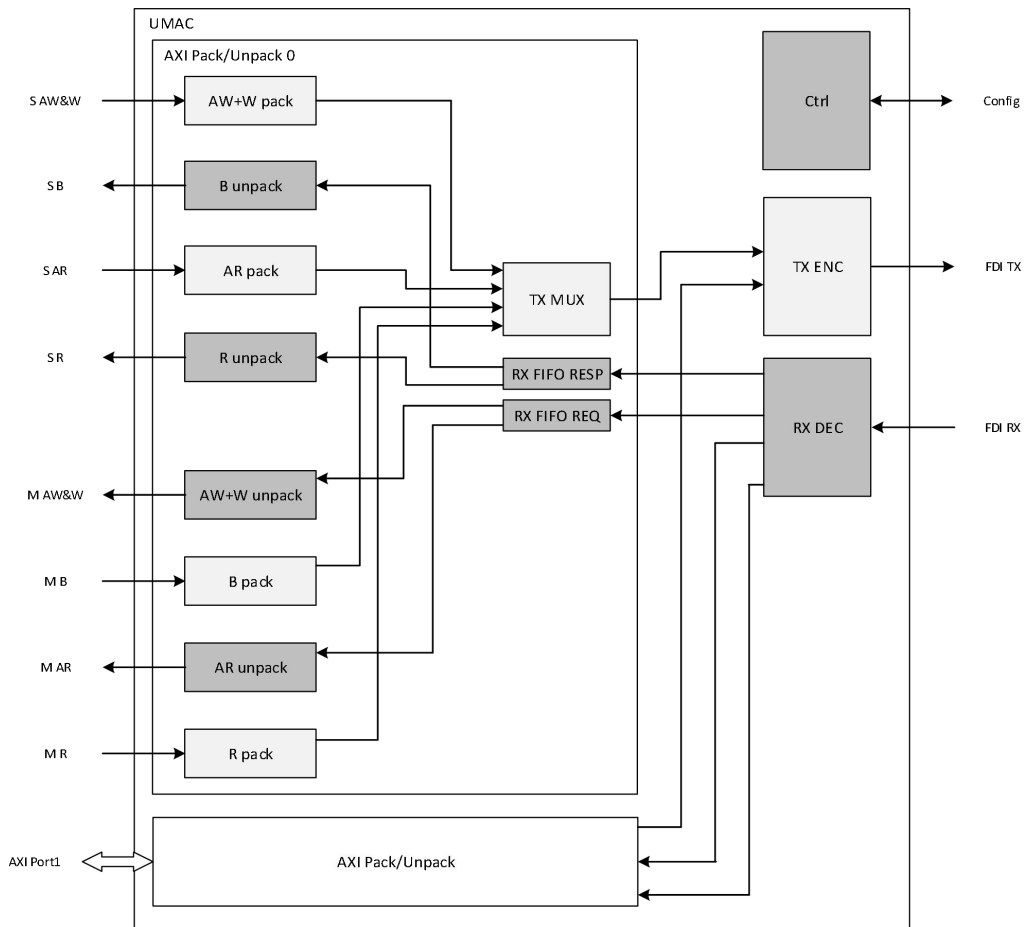 UMAC
AXI Pack/Unpack 0
S AW&W
AW+W pack
Ctrl
Config
S B
B unpack
S AR
AR pack
TX MUX
TX ENC
FDI TX
S R
R unpack
RX FIFO RESP
RX FIFO REQ
RX DEC
FDI RX
M AW&W
AW+W unpack
M B
B pack
M AR
AR unpack
M R
R pack
AXI Port1
AXI Pack/Unpack